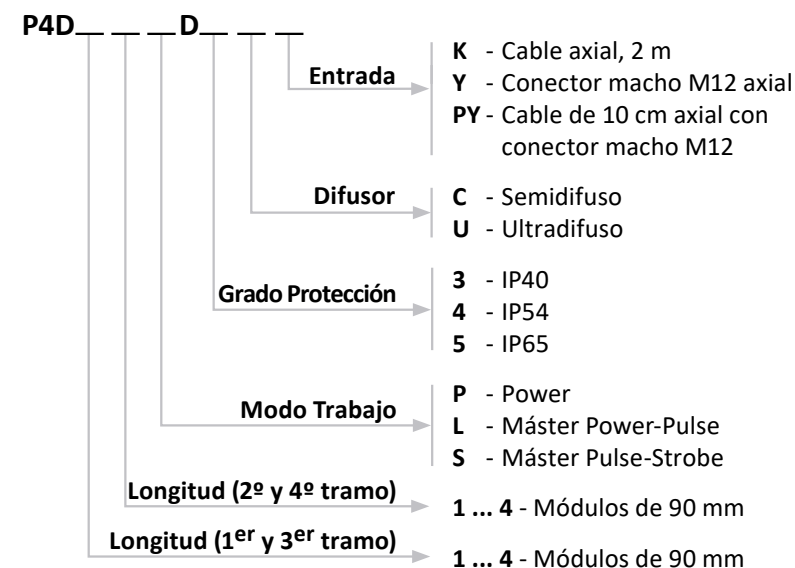 P4D__ __ __D__ __ __
Entrada
K - Cable axial, 2 m
Y - Conector macho M12 axial
PY - Cable de 10 cm axial con
conector macho M12
Difusor
C - Semidifuso
U - Ultradifuso
Grado Protección
3 - IP40
4 - IP54
5 - IP65
Modo Trabajo
P - Power
L - Máster Power-Pulse
S - Máster Pulse-Strobe
Longitud (2º y 4º tramo)
1 ... 4 - Módulos de 90 mm
Longitud (1er y 3er tramo)
1 ... 4 - Módulos de 90 mm